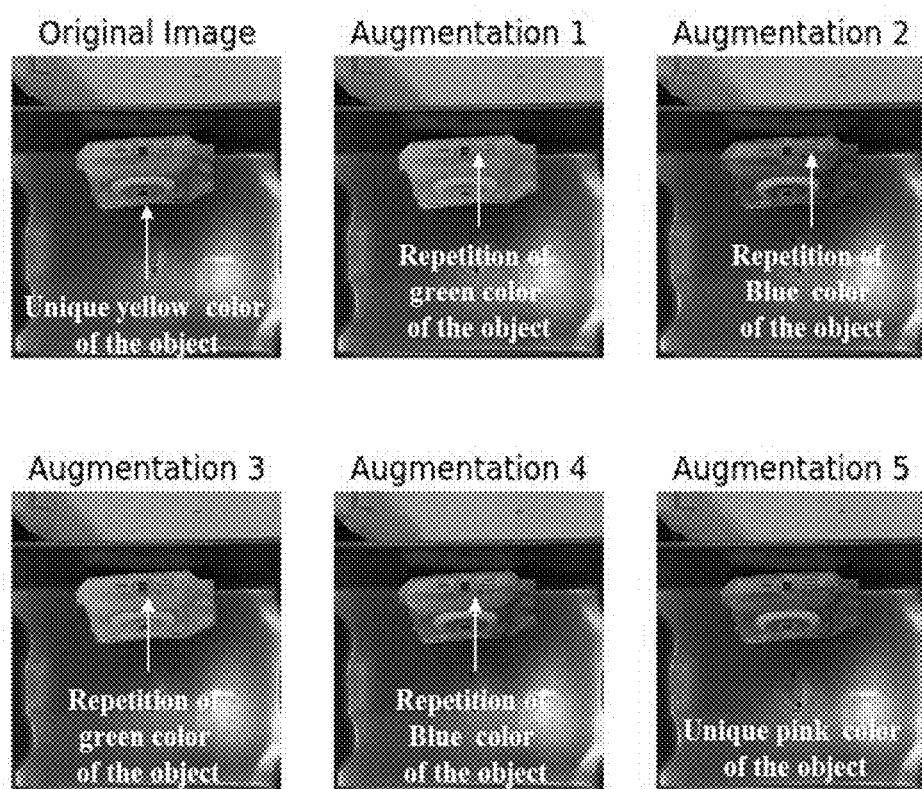 Original Image
Unique yellow color
of the object
Augmentation 1
Repetition of
green color
of the object
Augmentation 2
Repetition of
Blue color
of the object
Augmentation 3
Repetition of
green color
of the object
Augmentation 4
Repetition of
Blue color
of the object
Augmentation 5
Unique pink color
of the object